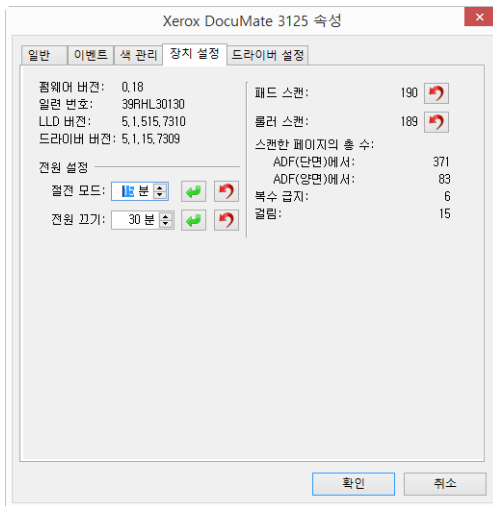 Xerox DocuMate 3125 속성
일반 이벤트 색 관리 장치 설정 드라이버 설정
펌웨어 버전: 0.18
일련 번호: 39RHL30130
LLD 버전: 5.1.515.7310
드라이버 버전: 5.1.15.7309
전원 설정
절전 모드: 15 분
전원 끄기: 30 분
패드 스캔: 190
롤러 스캔: 189
스캔한 페이지의 총 수:
ADF(단면)에서: 371
ADF(양면)에서: 83
복수 급지: 6
걸림: 15
확인 취소